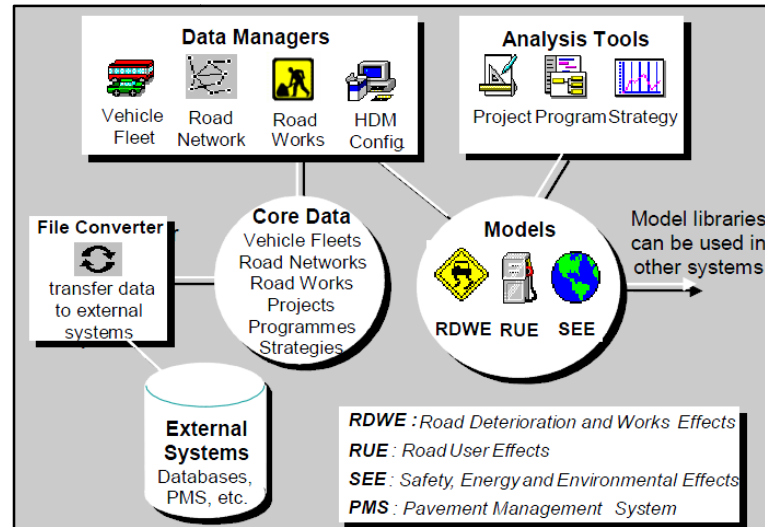 Data Managers
Vehicle Fleet
Road Network
Road Works
HDM Config.
Analysis Tools
Project Program Strategy
File Converter
transfer data
to external
systems
Core Data
Vehicle Fleets
Road Networks
Road Works
Projects
Programmes
Strategies
Models
RDWE RUE SEE
Model libraries
can be used in
other systems
External
Systems
Databases,
PMS, etc.
RDWE : Road Deterioration and Works Effects
RUE : Road User Effects
SEE : Safety, Energy and Environmental Effects
PMS : Pavement Management System